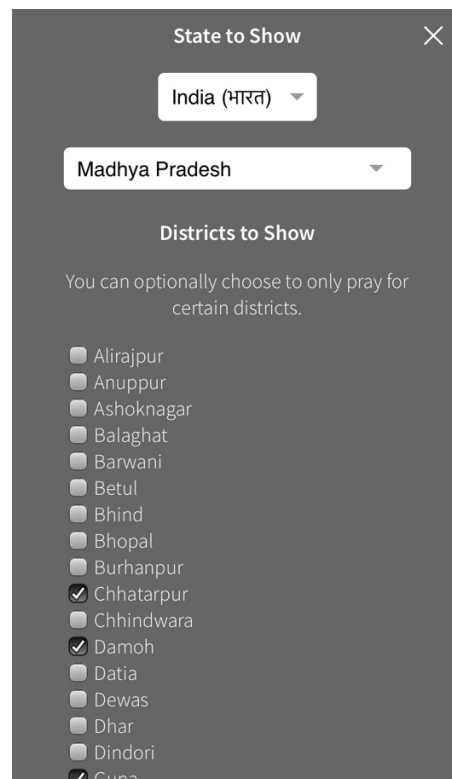 State to Show
India (भारत)
Madhya Pradesh
Districts to Show
You can optionally choose to only pray for
certain districts.
Alirajpur
Anuppur
Ashoknagar
Balaghat
Barwani
Betul
Bhind
Bhopal
Burhanpur
Chhatarpur
Chhindwara
Damoh
Datia
Dewas
Dhar
Dindori
Guna